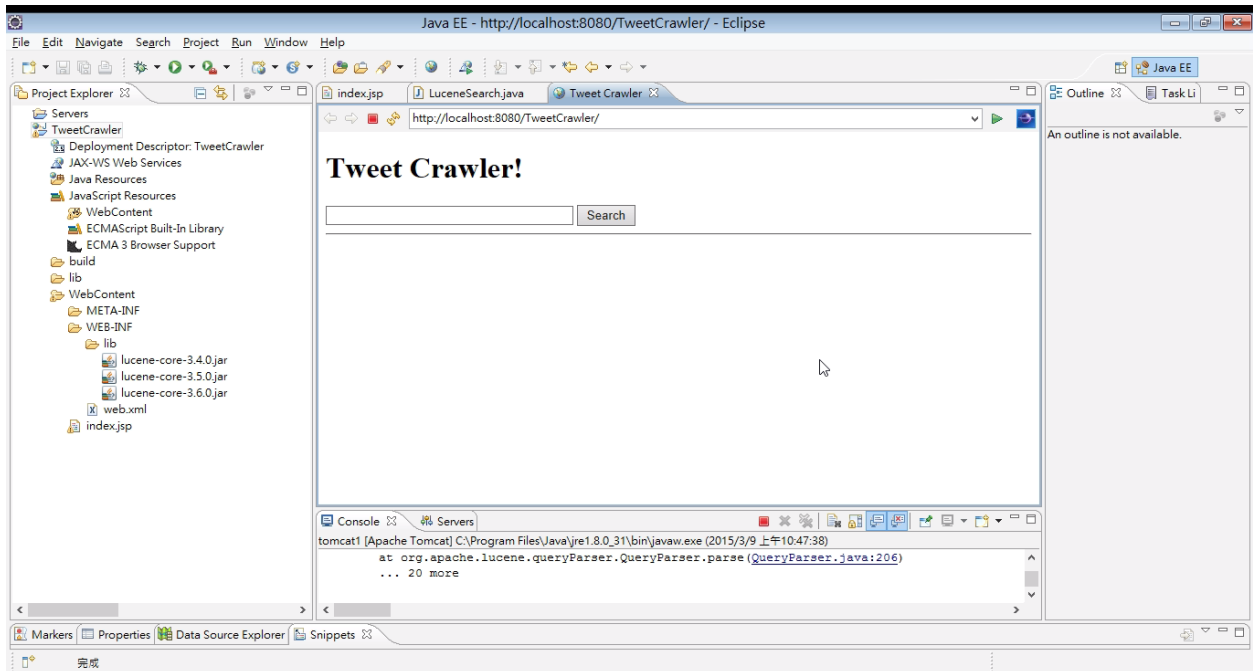 Java EE - http://localhost:8080/TweetCrawler/ - Eclipse
File Edit Navigate Search Project Run Window Help
Java EE
Project Explorer
index.jsp
LuceneSearch.java
Tweet Crawler
Outline
Task Li
Servers
TweetCrawler
Deployment Descriptor: TweetCrawler
JAX-WS Web Services
Java Resources
JavaScript Resources
WebContent
ECMAScript Built-In Library
ECMA 3 Browser Support
build
lib
WebContent
META-INF
WEB-INF
lib
lucene-core-3.4.0.jar
lucene-core-3.5.0.jar
lucene-core-3.6.0.jar
web.xml
index.jsp
http://localhost:8080/TweetCrawler/
Tweet Crawler!
Search
An outline is not available.
Console
Servers
tomcat1 [Apache Tomcat] C:\Program Files\Java\jre1.8.0_31\bin\javaw.exe (2015/3/9 上午10:47:38)
at org.apache.lucene.queryParser.QueryParser.parse(QueryParser.java:206)
... 20 more
Markers
Properties
Data Source Explorer
Snippets
完成